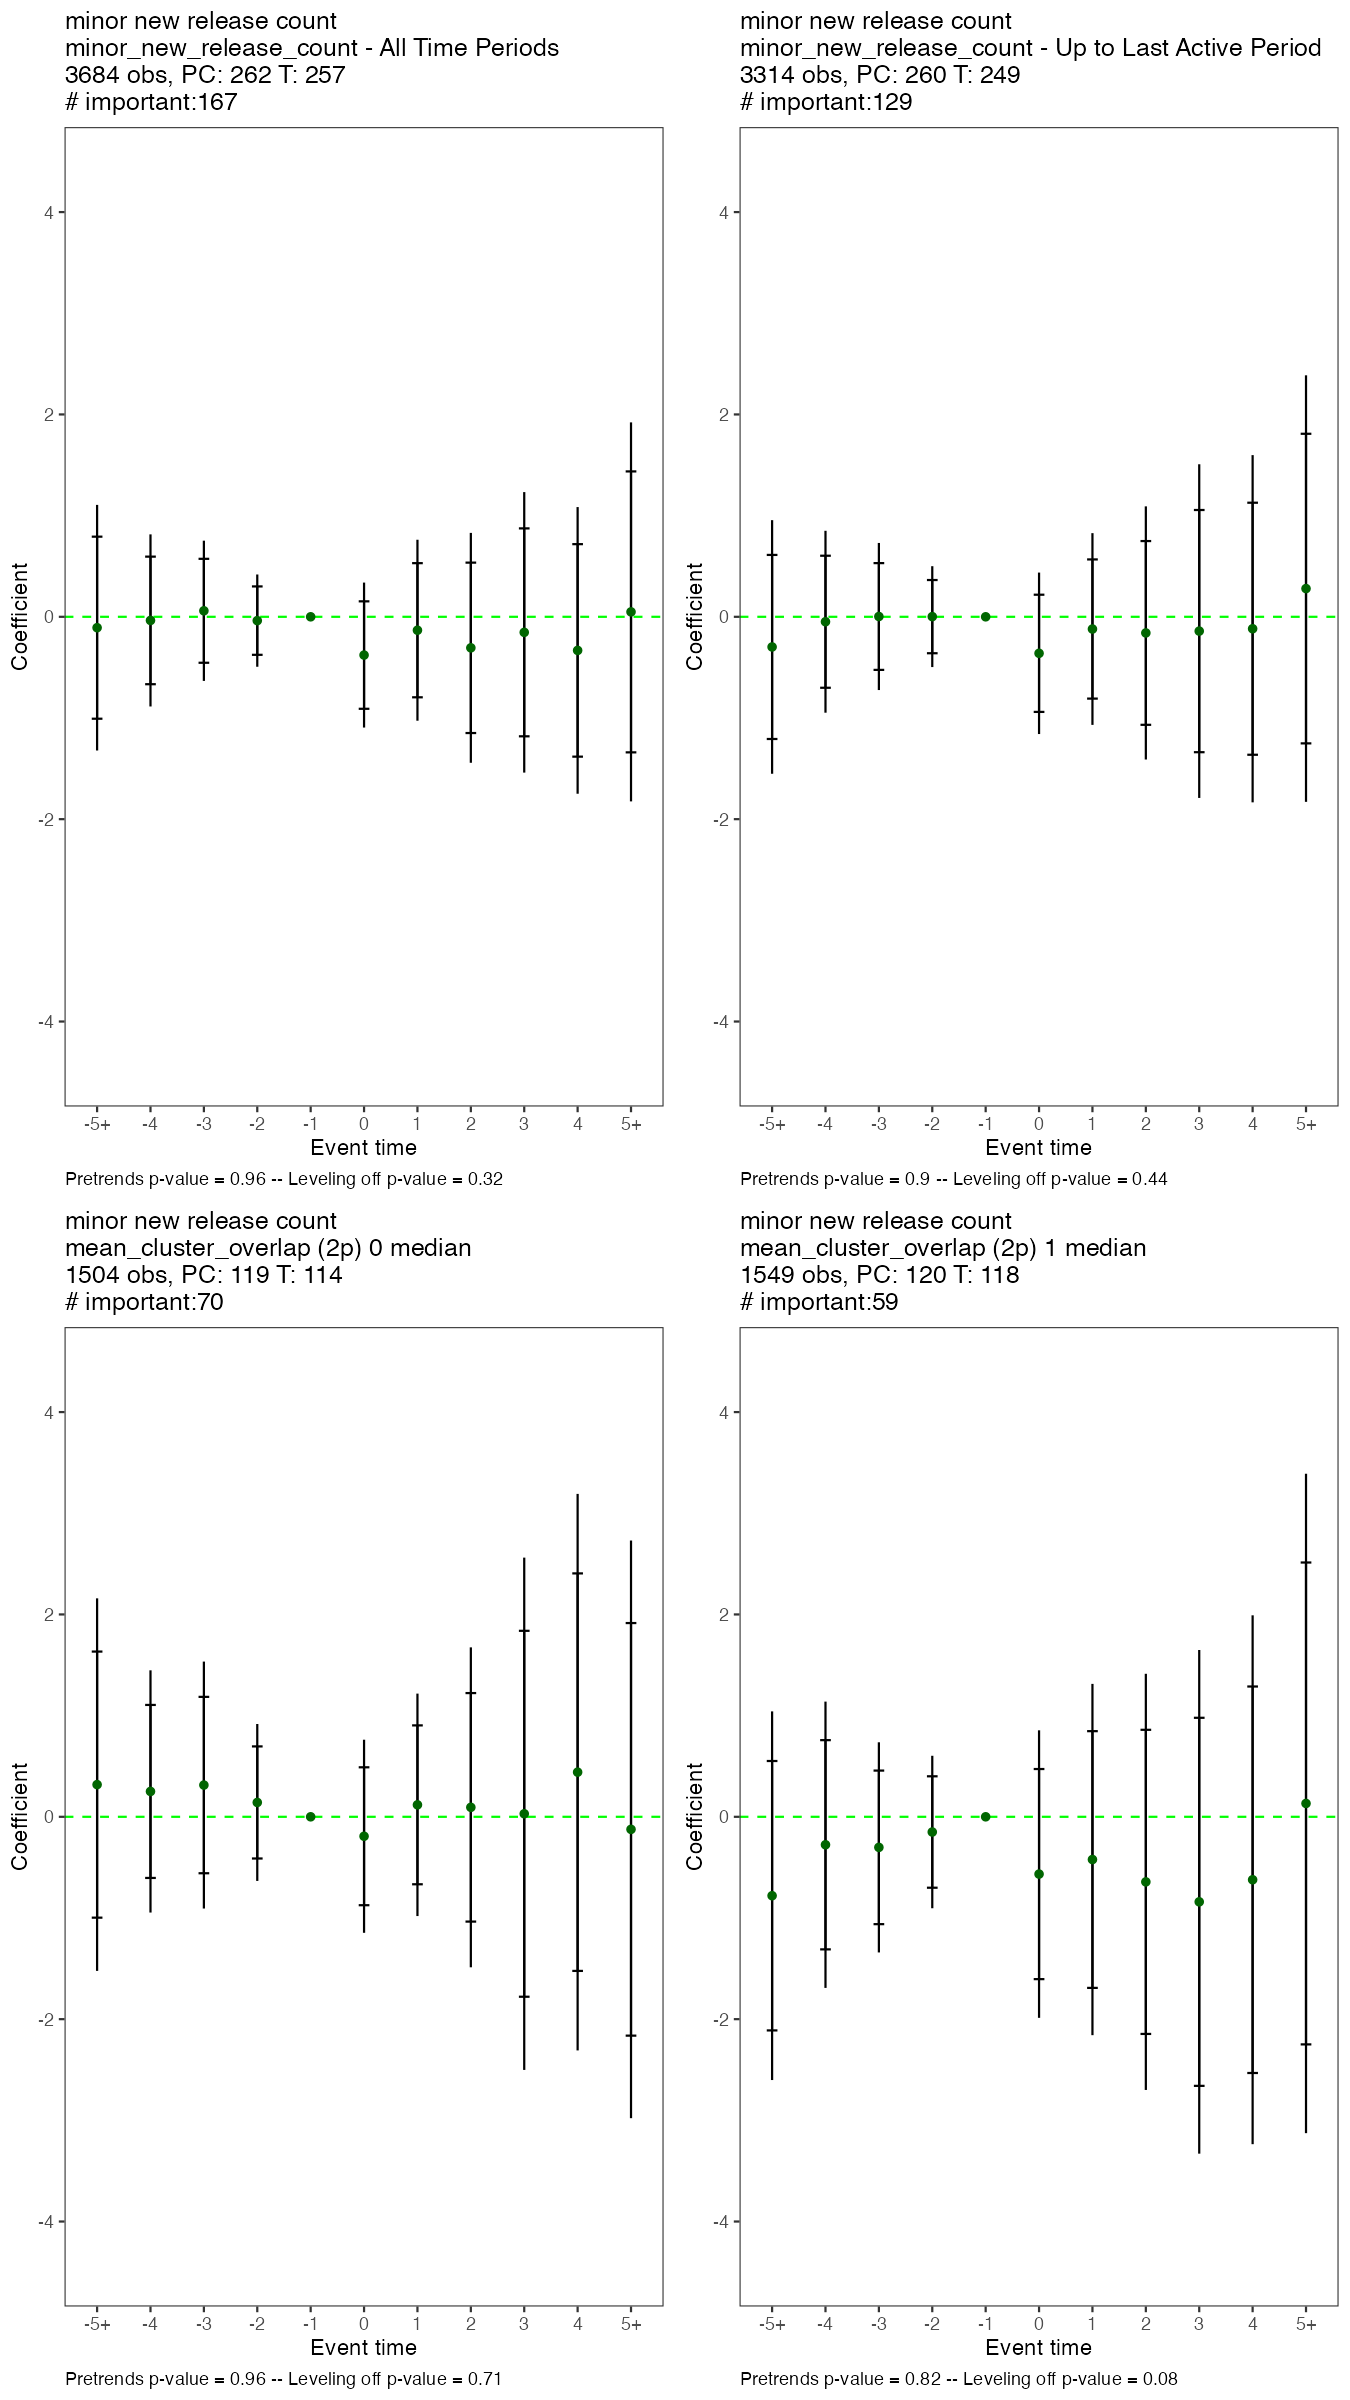 minor new release count
minor_new_release_count - All Time Periods
3684 obs, PC: 262 T: 257
# important:167
4
2
0
-2
-4
Coefficient
-5+ -4 -3 -2 -1 0 1 2 3 4 5+
Event time
Pretrends p-value = 0.96 -- Leveling off p-value = 0.32
minor new release count
minor_new_release_count - Up to Last Active Period
3314 obs, PC: 260 T: 249
# important:129
4
2
0
-2
-4
Coefficient
-5+ -4 -3 -2 -1 0 1 2 3 4 5+
Event time
Pretrends p-value = 0.9 -- Leveling off p-value = 0.44
minor new release count
mean_cluster_overlap (2p) 0 median
1504 obs, PC: 119 T: 114
# important:70
4
2
0
-2
-4
Coefficient
-5+ -4 -3 -2 -1 0 1 2 3 4 5+
Event time
Pretrends p-value = 0.96 -- Leveling off p-value = 0.71
minor new release count
mean_cluster_overlap (2p) 1 median
1549 obs, PC: 120 T: 118
# important:59
4
2
0
-2
-4
Coefficient
-5+ -4 -3 -2 -1 0 1 2 3 4 5+
Event time
Pretrends p-value = 0.82 -- Leveling off p-value = 0.08